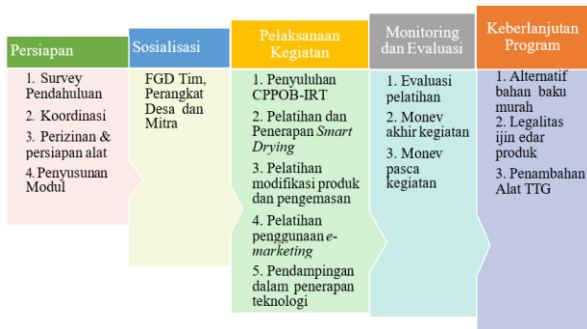 Persiapan
1. Survey
Pendahuluan
2. Koordinasi
3. Perizinan &
persiapan alat
4.Penyusunan
Modul
Sosialisasi
FGD Tim,
Perangkat
Desa dan
Mitra
Pelaksanaan
Kegiatan
1. Penyuluhan
CPPOB-IRT
2. Pelatihan dan
Penerapan Smart
Drying
3. Pelatihan
modifikasi produk
dan pengemasan
4. Pelatihan
penggunaan e-
marketing
5. Pendampingan
dalam penerapan
teknologi
Monitoring
dan Evaluasi
1. Evaluasi
pelatihan
2. Monev
akhir kegiatan
3. Monev
pasca
kegiatan
Keberlanjutan
Program
1. Alternatif
bahan baku
murah
2. Legalitas
ijin edar
produk
3. Penambahan
Alat TTG